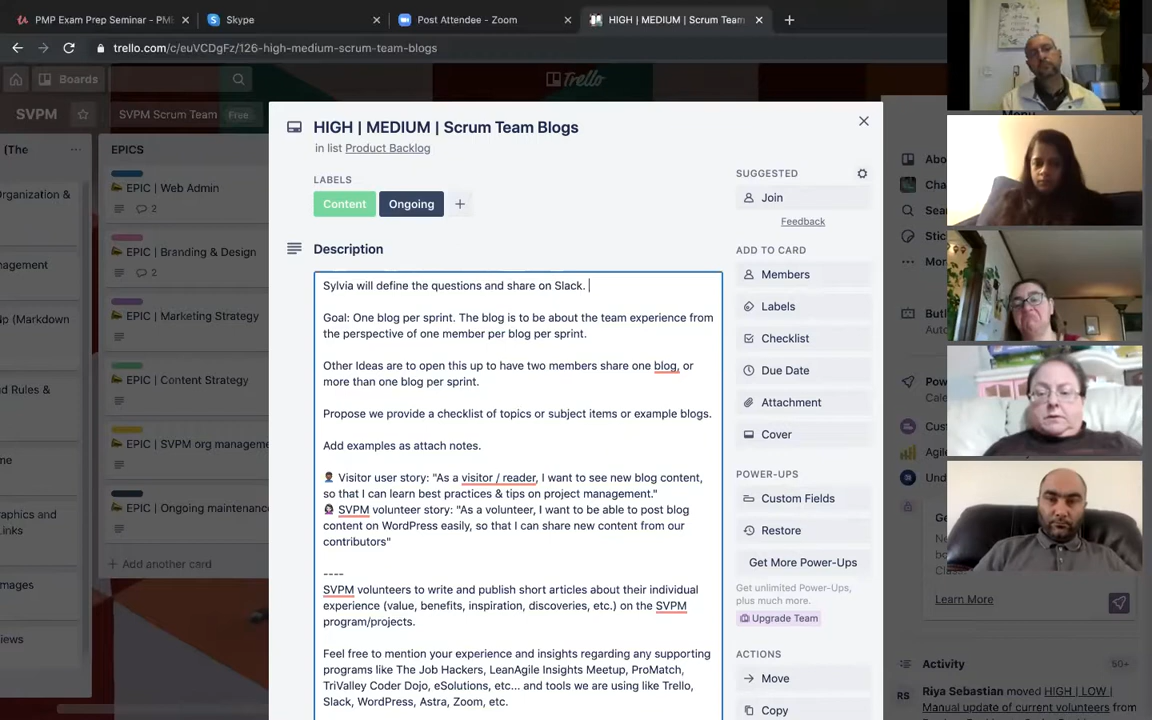 PMP Exam Prep Seminar - PMB
Skype
Post Attendee - Zoom
HIGH | MEDIUM | Scrum Team
trello.com/c/euVCDgFz/126-high-medium-scrum-team-blogs
Boards
Trello
SVPM
SVPM Scrum Team
Free
(The
EPICS
Organization &
EPIC | Web Admin
2
EPIC | Branding & Design
2
EPIC | Marketing Strategy
(Markdown
EPIC | Content Strategy
Rules &
EPIC | SVPM org manageme
EPIC | Ongoing maintenanc
Add another card
HIGH | MEDIUM | Scrum Team Blogs
in list Product Backlog
LABELS
Content
Ongoing
Description
Sylvia will define the questions and share on Slack.
Goal: One blog per sprint. The blog is to be about the team experience from
the perspective of one member per blog per sprint.
Other Ideas are to open this up to have two members share one blog, or
more than one blog per sprint.
Propose we provide a checklist of topics or subject items or example blogs.
Add examples as attach notes.
Visitor user story: "As a visitor / reader, I want to see new blog content,
so that I can learn best practices & tips on project management."
SVPM volunteer story: "As a volunteer, I want to be able to post blog
content on WordPress easily, so that I can share new content from our
contributors"
----
SVPM volunteers to write and publish short articles about their individual
experience (value, benefits, inspiration, discoveries, etc.) on the SVPM
program/projects.
Feel free to mention your experience and insights regarding any supporting
programs like The Job Hackers, LeanAgile Insights Meetup, ProMatch,
TriValley Coder Dojo, eSolutions, etc... and tools we are using like Trello,
Slack, WordPress, Astra, Zoom, etc.
SUGGESTED
Join
Feedback
ADD TO CARD
Members
Labels
Checklist
Due Date
Attachment
Cover
POWER-UPS
Custom Fields
Restore
Get More Power-Ups
Get unlimited Power-Ups,
plus much more.
Upgrade Team
ACTIONS
Move
Copy
Learn More
Activity
50+
RS
Riya Sebastian moved HIGH | LOW |
Manual update of current volunteers from